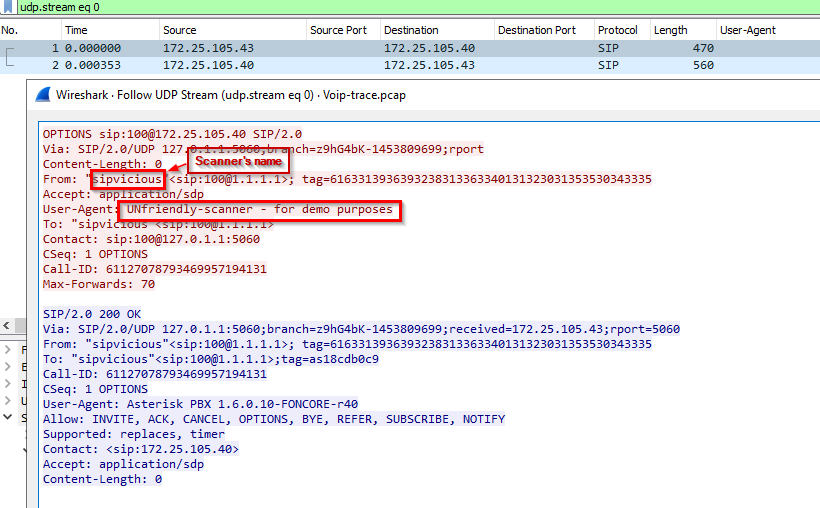 udp.stream eq 0
No. Time Source Source Port Destination Destination Port Protocol Length User-Agent
1 0.000000 172.25.105.43 172.25.105.40 SIP 470
2 0.000353 172.25.105.40 172.25.105.43 SIP 560
Wireshark · Follow UDP Stream (udp.stream eq 0) · Voip-trace.pcap
OPTIONS sip:100@172.25.105.40 SIP/2.0
Via: SIP/2.0/UDP 127.0.1.1:5060;branch=z9hG4bK-1453809699;rport
Content-Length: 0
Scanner's name
From: "sipvicious"<sip:100@1.1.1.1>; tag=6163313936393238313363340131323031353530343335
Accept: application/sdp
User-Agent: UNfriendly-scanner - for demo purposes
To: "sipvicious"<sip:100@1.1.1.1>
Contact: sip:100@127.0.1.1:5060
CSeq: 1 OPTIONS
Call-ID: 61127078793469957194131
Max-Forwards: 70
SIP/2.0 200 OK
Via: SIP/2.0/UDP 127.0.1.1:5060;branch=z9hG4bK-1453809699;received=172.25.105.43;rport=5060
From: "sipvicious"<sip:100@1.1.1.1>; tag=6163313936393238313363340131323031353530343335
To: "sipvicious"<sip:100@1.1.1.1>;tag=as18cdb0c9
Call-ID: 61127078793469957194131
CSeq: 1 OPTIONS
User-Agent: Asterisk PBX 1.6.0.10-FONCORE-r40
Allow: INVITE, ACK, CANCEL, OPTIONS, BYE, REFER, SUBSCRIBE, NOTIFY
Supported: replaces, timer
Contact: <sip:172.25.105.40>
Accept: application/sdp
Content-Length: 0